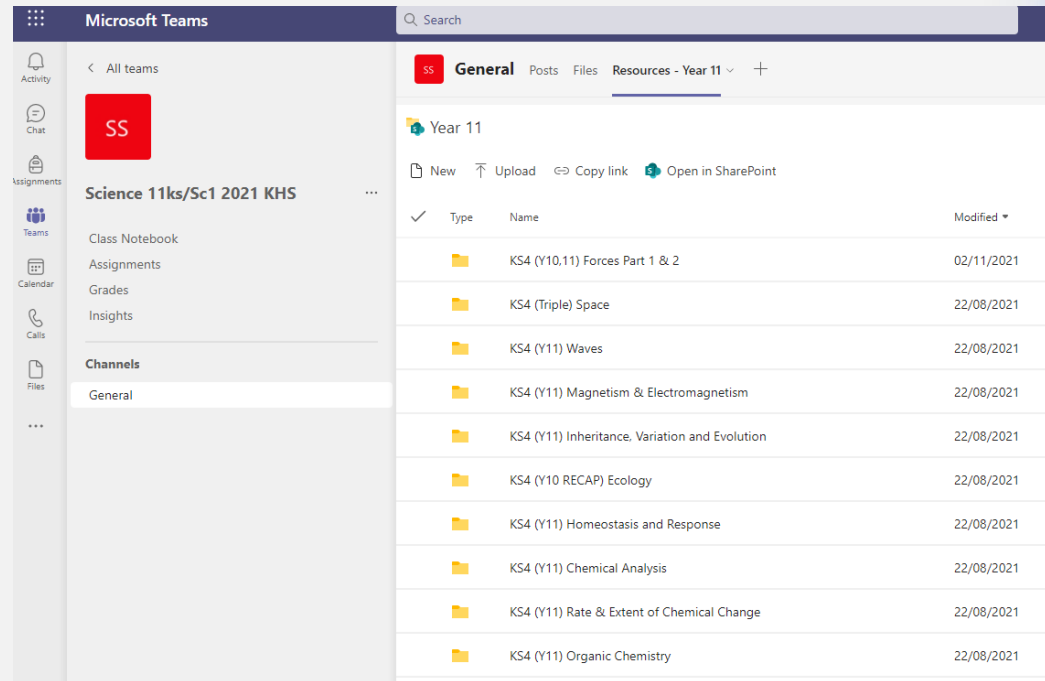 Microsoft Teams
Search
Activity
Chat
Assignments
Teams
Calendar
Calls
Files
All teams
SS
Science 11ks/Sc1 2021 KHS
Class Notebook
Assignments
Grades
Insights
Channels
General
SS General Posts Files Resources - Year 11
Year 11
New Upload Copy link Open in SharePoint
Type Name Modified
KS4 (Y10,11) Forces Part 1 & 2 02/11/2021
KS4 (Triple) Space 22/08/2021
KS4 (Y11) Waves 22/08/2021
KS4 (Y11) Magnetism & Electromagnetism 22/08/2021
KS4 (Y11) Inheritance, Variation and Evolution 22/08/2021
KS4 (Y10 RECAP) Ecology 22/08/2021
KS4 (Y11) Homeostasis and Response 22/08/2021
KS4 (Y11) Chemical Analysis 22/08/2021
KS4 (Y11) Rate & Extent of Chemical Change 22/08/2021
KS4 (Y11) Organic Chemistry 22/08/2021